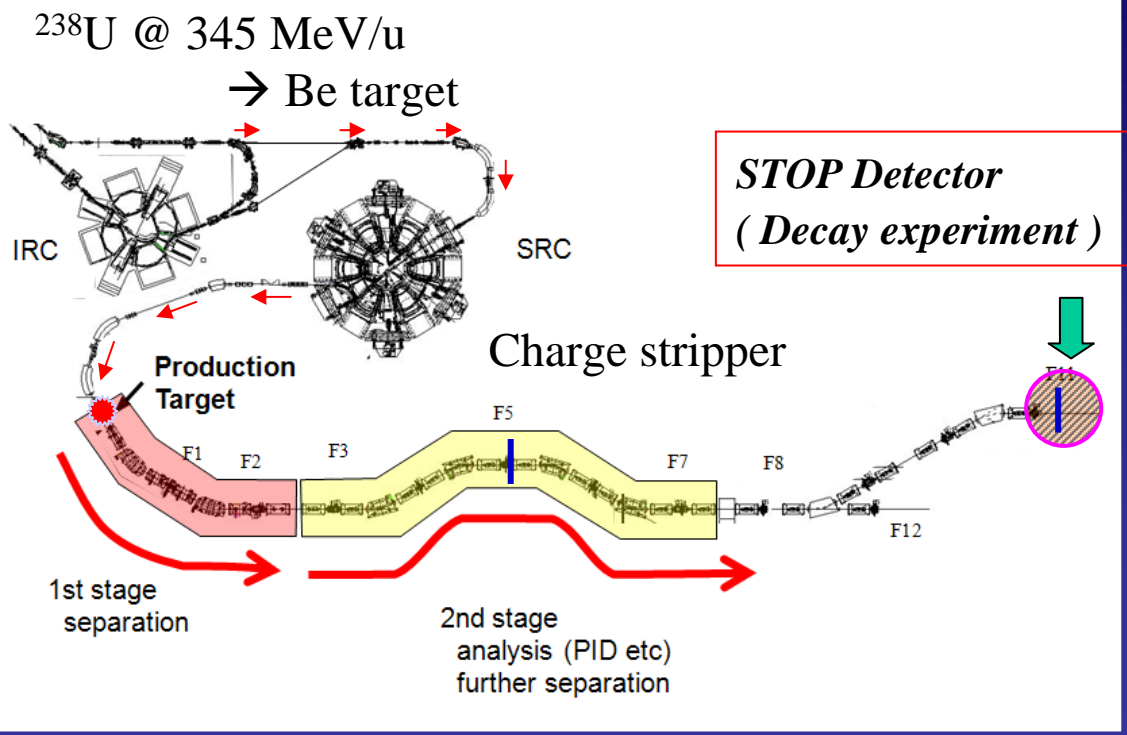 ²³⁸U @ 345 MeV/u
→ Be target
STOP Detector
( Decay experiment )
IRC
SRC
Charge stripper
Production
Target
F11
F5
F1
F2
F3
F7
F8
F12
1st stage
separation
2nd stage
analysis (PID etc)
further separation